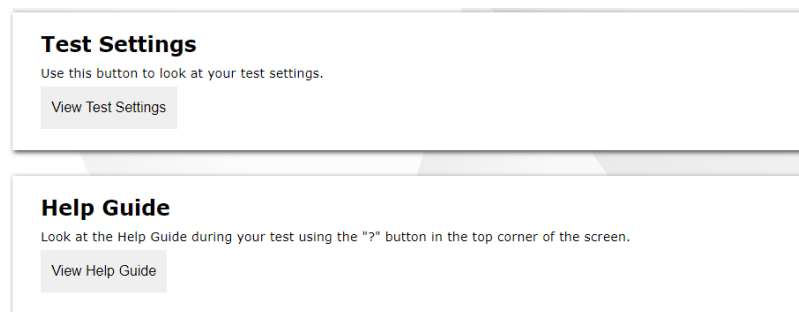 Test Settings
Use this button to look at your test settings.
View Test Settings
Help Guide
Look at the Help Guide during your test using the "?" button in the top corner of the screen.
View Help Guide